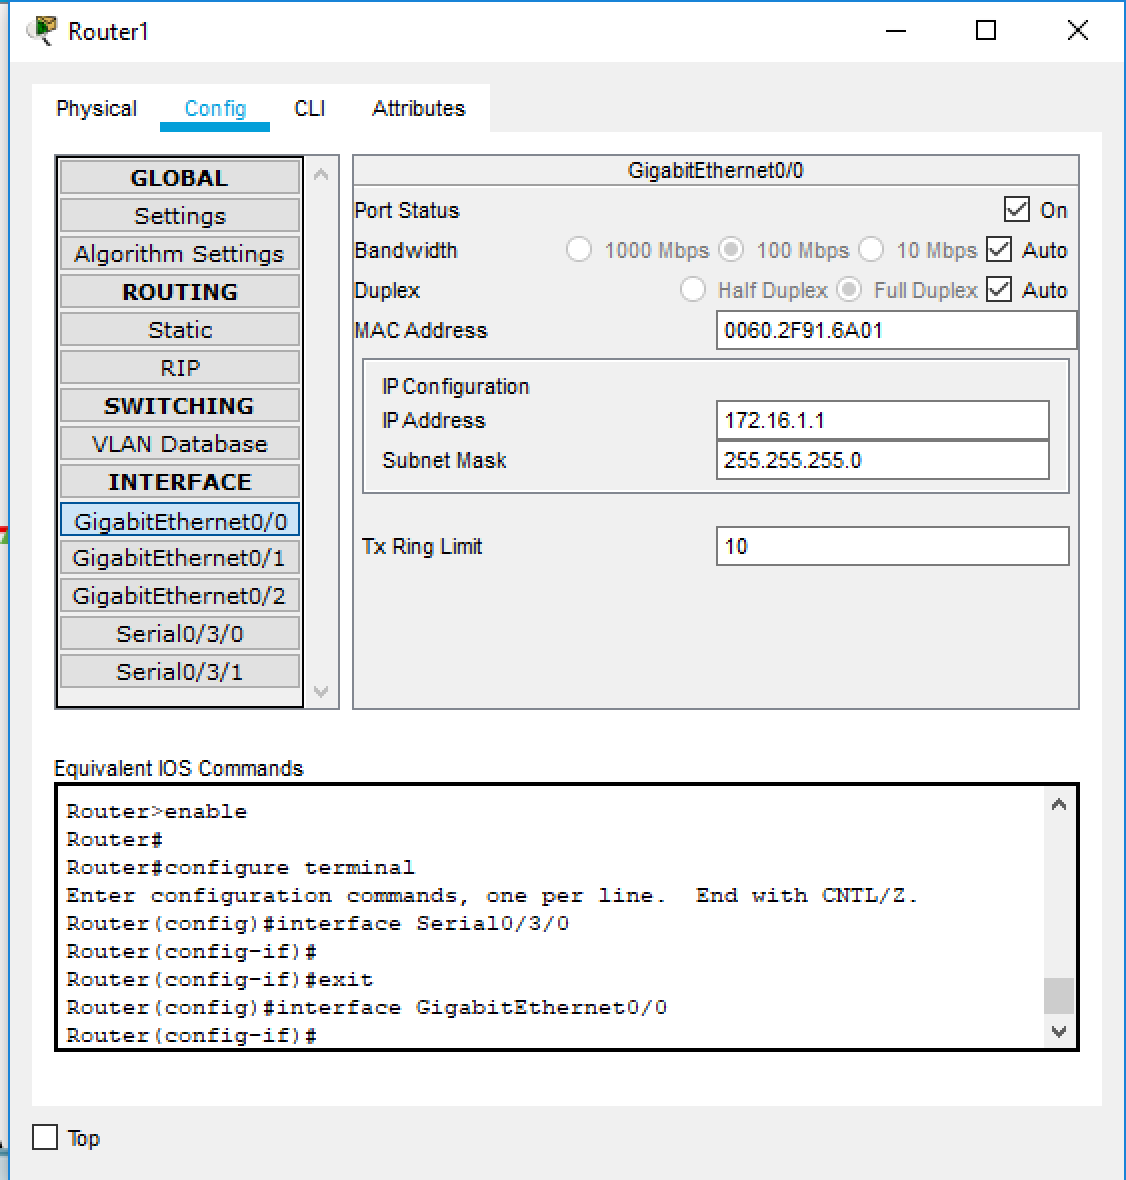 Router1
Physical Config CLI Attributes
GLOBAL
Settings
Algorithm Settings
ROUTING
Static
RIP
SWITCHING
VLAN Database
INTERFACE
GigabitEthernet0/0
GigabitEthernet0/1
GigabitEthernet0/2
Serial0/3/0
Serial0/3/1
GigabitEthernet0/0
Port Status On
Bandwidth 1000 Mbps 100 Mbps 10 Mbps Auto
Duplex Half Duplex Full Duplex Auto
MAC Address 0060.2F91.6A01
IP Configuration
IP Address 172.16.1.1
Subnet Mask 255.255.255.0
Tx Ring Limit 10
Equivalent IOS Commands
Router>enable
Router#
Router#configure terminal
Enter configuration commands, one per line.  End with CNTL/Z.
Router(config)#interface Serial0/3/0
Router(config-if)#
Router(config-if)#exit
Router(config)#interface GigabitEthernet0/0
Router(config-if)#
Top